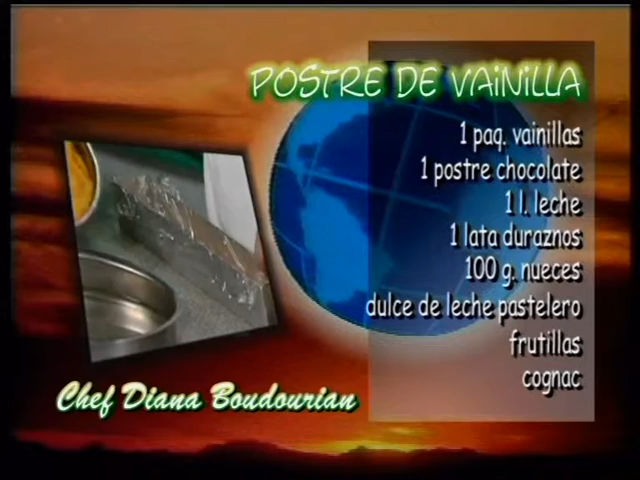 POSTRE DE VAiNiLLA
1 paq. vainillas
1 postre chocolate
1 l. leche
1 lata duraznos
100 g. nueces
dulce de leche pastelero
frutillas
cognac
Chef Diana Boudourian